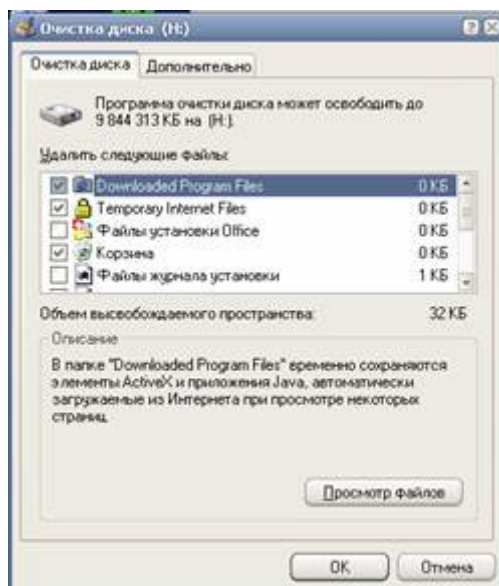 Очистка диска (H:)
Очистка диска Дополнительно
Программа очистки диска может освободить до
9 844 313 КБ на (H:).
Удалить следующие файлы:
Downloaded Program Files 0 КБ
Temporary Internet Files 0 КБ
Файлы установки Office 0 КБ
Корзина 0 КБ
Файлы журнала установки 1 КБ
Объем высвобождаемого пространства: 32 КБ
Описание
В папке "Downloaded Program Files" временно сохраняются
элементы ActiveX и приложения Java, автоматически
загружаемые из Интернета при просмотре некоторых
страниц.
Просмотр файлов
OK Отмена